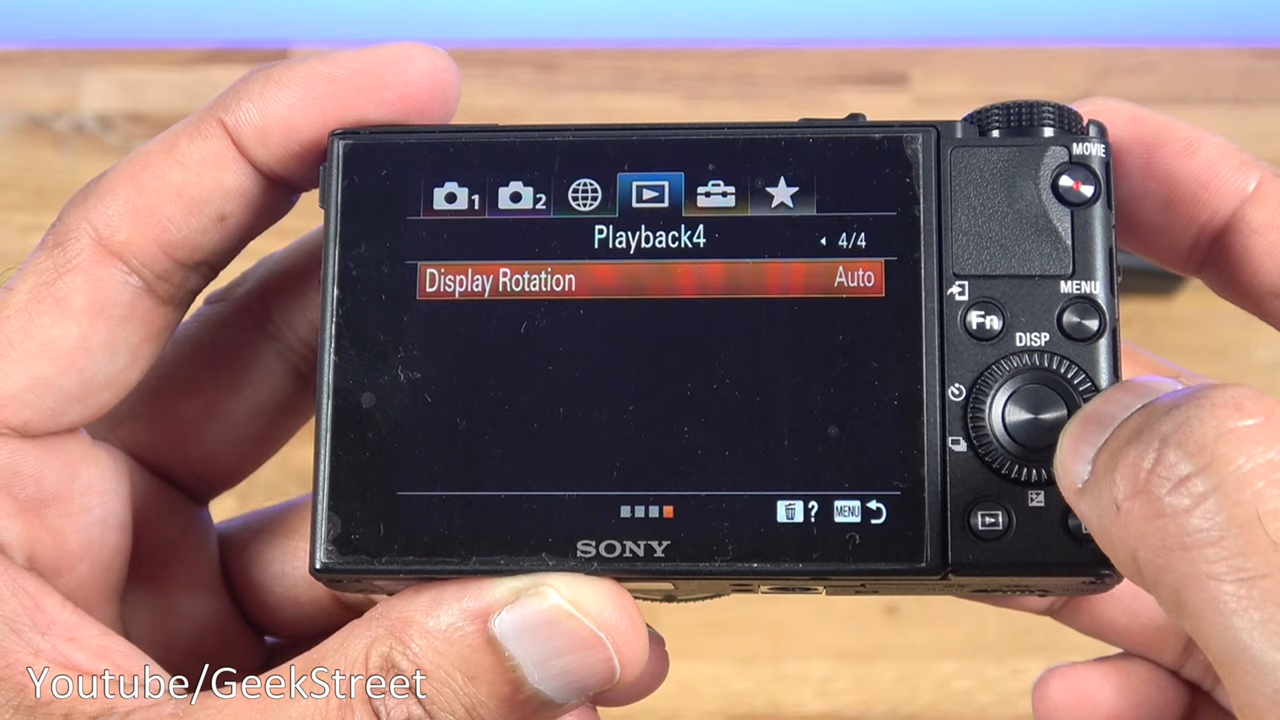 MOVIE
1 2
Playback4 4/4
Display Rotation Auto
MENU
Fn
DISP
? MENU
SONY
Youtube/GeekStreet